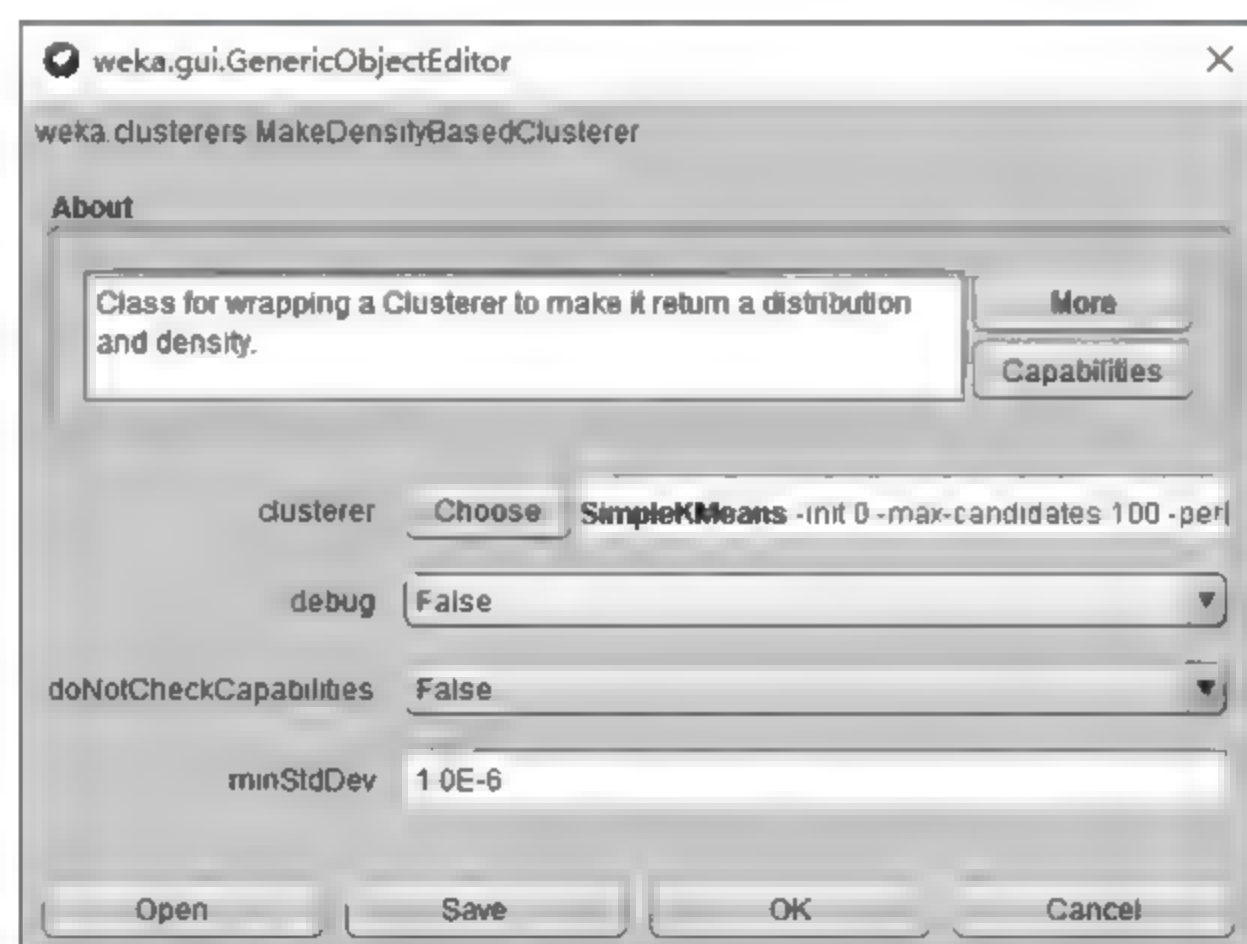 weka.gui.GenericObjectEditor
weka.clusterers MakeDensityBasedClusterer
About
Class for wrapping a Clusterer to make it return a distribution
and density.
More
Capabilities
clusterer Choose SimpleKMeans -init 0 -max-candidates 100 -peri
debug False
doNotCheckCapabilities False
minStdDev 1 0E-6
Open Save OK Cancel